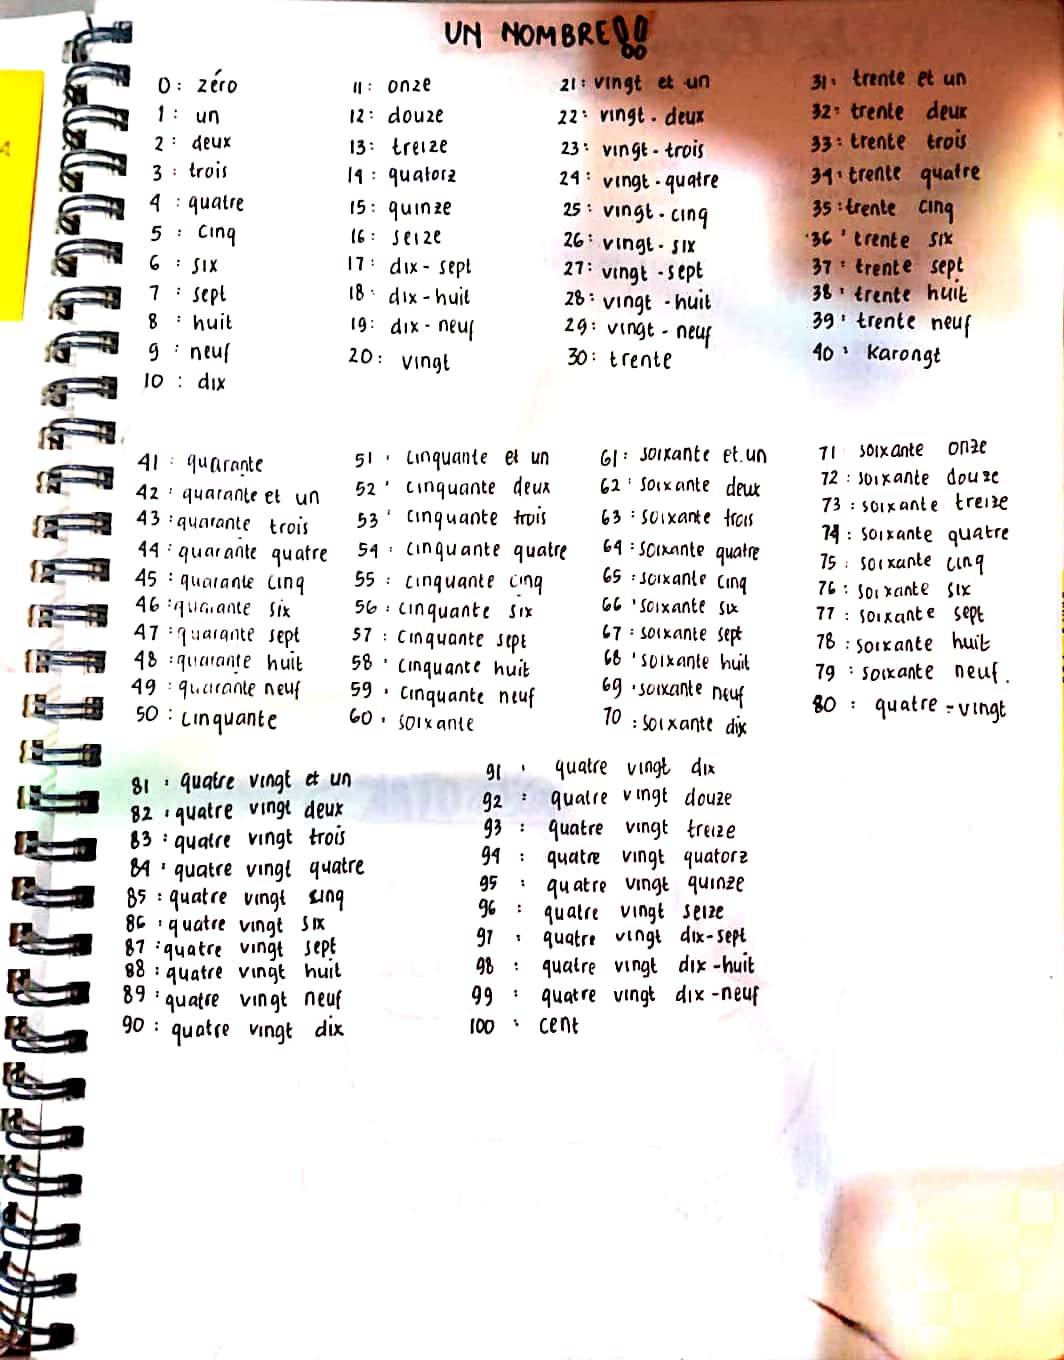 UN NOMBRE!!
0: zéro
1: un
2: deux
3: trois
4: quatre
5: cinq
6: six
7: sept
8: huit
9: neuf
10: dix
11: onze
12: douze
13: treize
14: quatorz
15: quinze
16: seize
17: dix-sept
18: dix-huit
19: dix-neuf
20: vingt
21: vingt et un
22: vingt-deux
23: vingt-trois
24: vingt-quatre
25: vingt-cinq
26: vingt-six
27: vingt-sept
28: vingt-huit
29: vingt-neuf
30: trente
31: trente et un
32: trente deux
33: trente trois
34: trente quatre
35: trente cinq
36: trente six
37: trente sept
38: trente huit
39: trente neuf
40: karongt
41: quarante
42: quarante et un
43: quarante trois
44: quarante quatre
45: quarante cinq
46: quarante six
47: quarante sept
48: quarante huit
49: quarante neuf
50: cinquante
51: cinquante et un
52: cinquante deux
53: cinquante trois
54: cinquante quatre
55: cinquante cinq
56: cinquante six
57: cinquante sept
58: cinquante huit
59: cinquante neuf
60: soixante
61: soixante et un
62: soixante deux
63: soixante trois
64: soixante quatre
65: soixante cinq
66: soixante six
67: soixante sept
68: soixante huit
69: soixante neuf
70: soixante dix
71: soixante onze
72: soixante douze
73: soixante treize
74: soixante quatre
75: soixante cinq
76: soixante six
77: soixante sept
78: soixante huit
79: soixante neuf.
80: quatre-vingt
81: quatre vingt et un
82: quatre vingt deux
83: quatre vingt trois
84: quatre vingt quatre
85: quatre vingt cinq
86: quatre vingt six
87: quatre vingt sept
88: quatre vingt huit
89: quatre vingt neuf
90: quatre vingt dix
91: quatre vingt dix
92: quatre vingt douze
93: quatre vingt treize
94: quatre vingt quatorz
95: quatre vingt quinze
96: quatre vingt seize
97: quatre vingt dix-sept
98: quatre vingt dix-huit
99: quatre vingt dix-neuf
100: cent